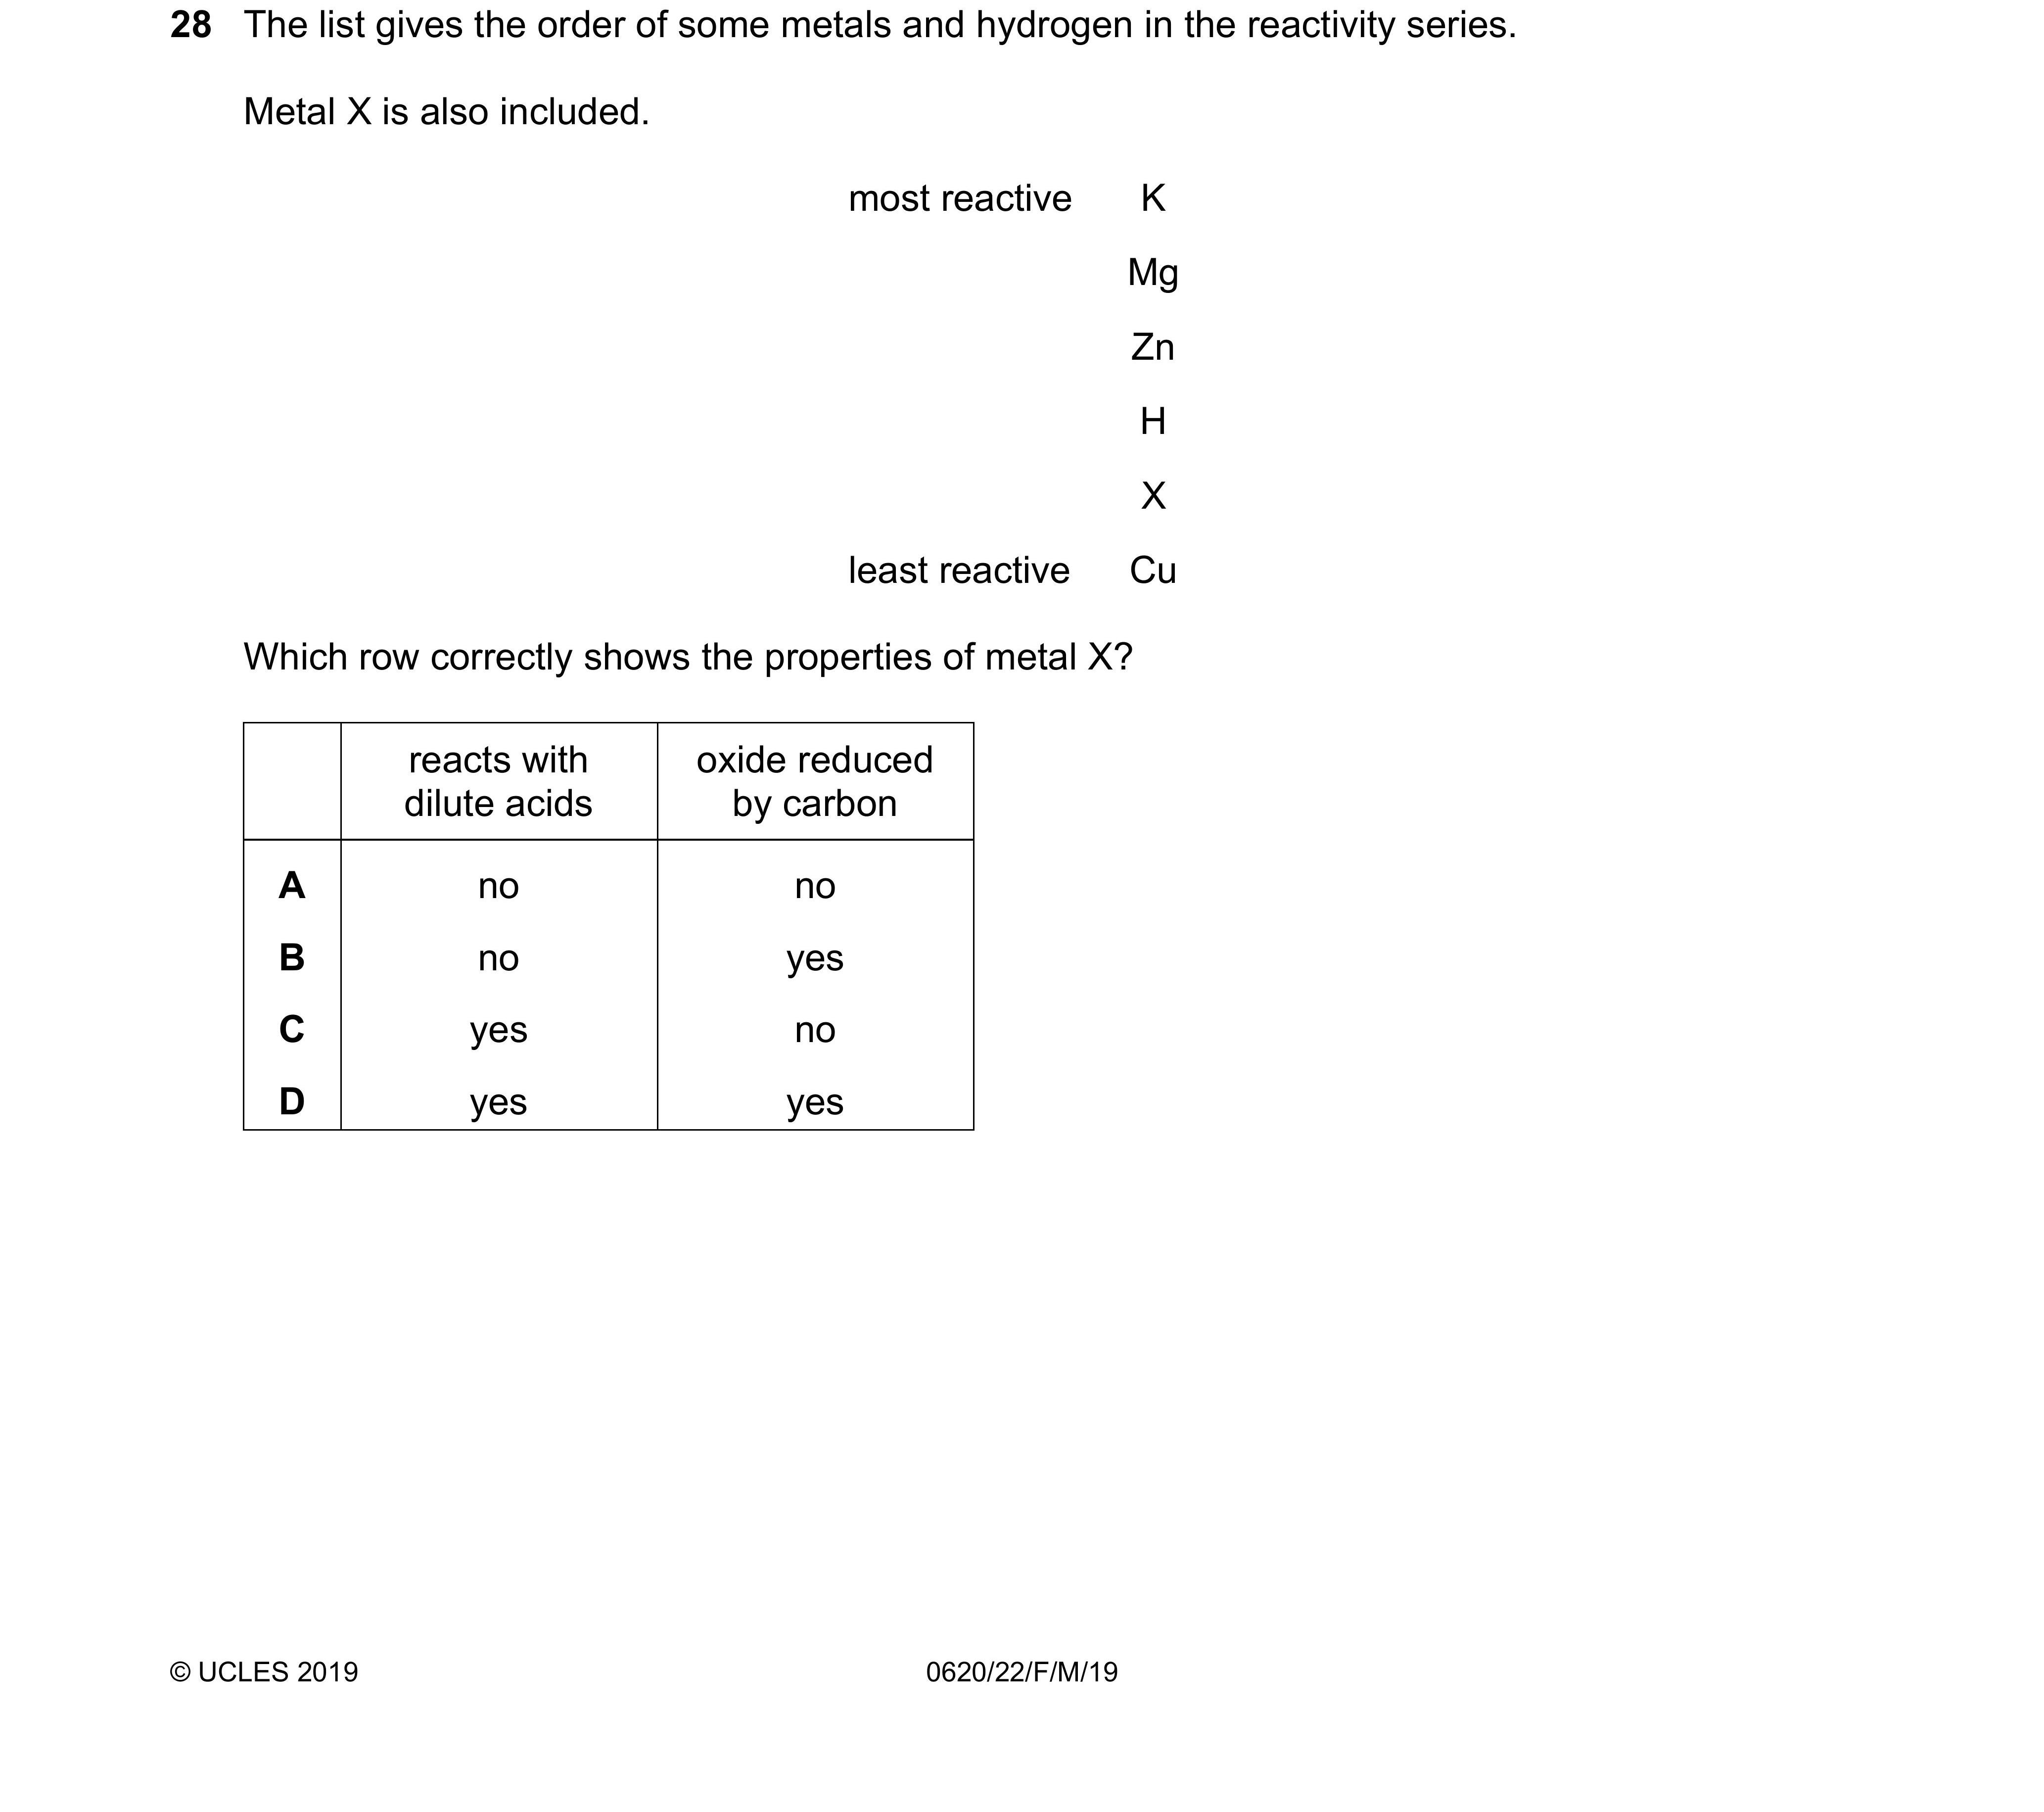 28 The list gives the order of some metals and hydrogen in the reactivity series.
Metal X is also included.
most reactive K
Mg
Zn
H
X
least reactive Cu
Which row correctly shows the properties of metal X?
reacts with dilute acids oxide reduced by carbon
A no no
B no yes
C yes no
D yes yes
© UCLES 2019 0620/22/F/M/19